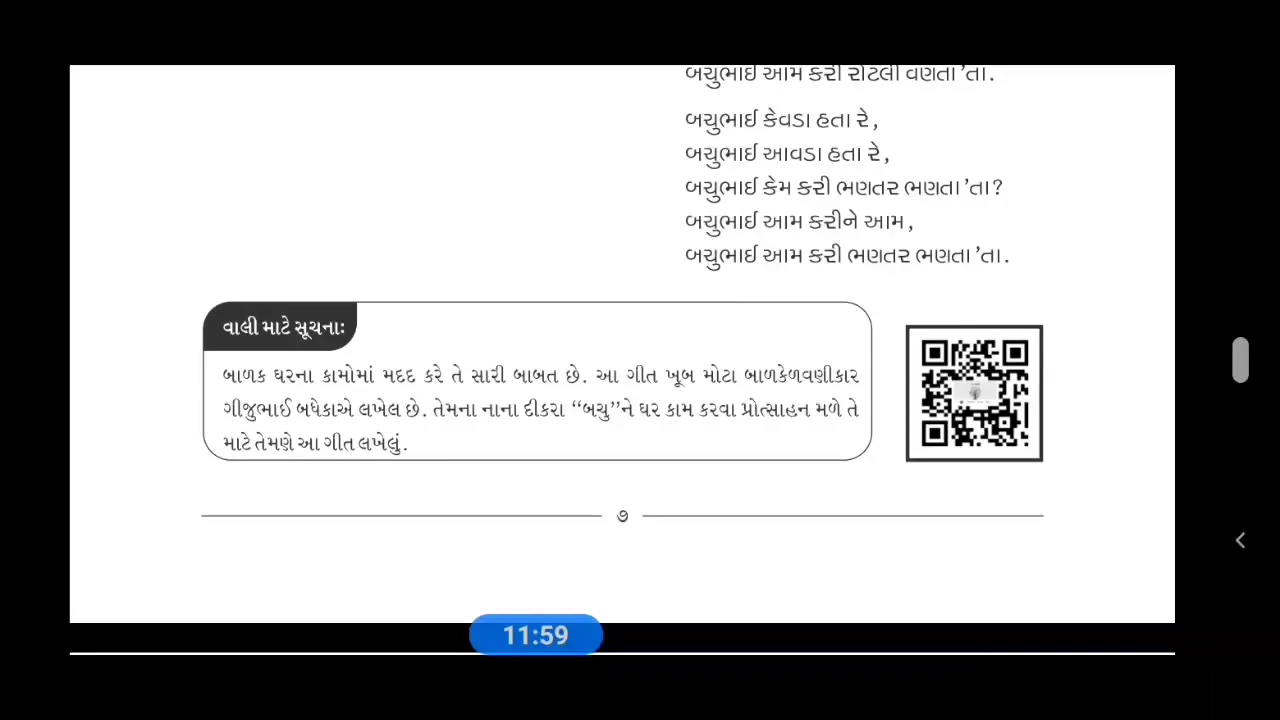 બચુભાઈ આમ કરી રોટલી વણતા’તા.
બચુભાઈ કેવડા હતા રે,
બચુભાઈ આવડા હતા રે,
બચુભાઈ કેમ કરી ભણતર ભણતા’તા?
બચુભાઈ આમ કરીને આમ,
બચુભાઈ આમ કરી ભણતર ભણતા’તા.
વાલી માટે સૂચનાઃ
બાળક ઘરના કામોમાં મદદ કરે તે સારી બાબત છે. આ ગીત ખૂબ મોટા બાળકેળવણીકાર
ગીજુભાઈ બધેકાએ લખેલ છે. તેમના નાના દીકરા “બચુ”ને ઘર કામ કરવા પ્રોત્સાહન મળે તે
માટે તેમણે આ ગીત લખેલું.
૭
11:59